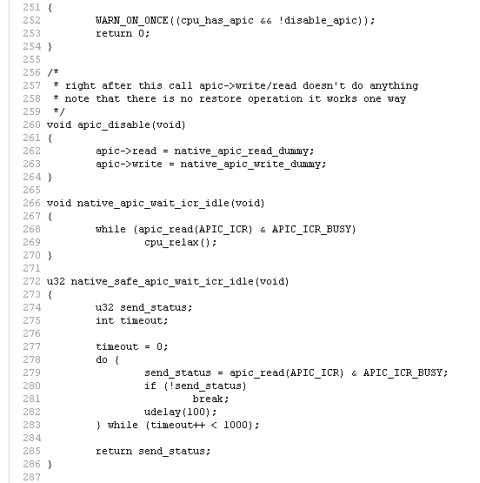 251 {
252         WARN_ON_ONCE((cpu_has_apic && !disable_apic));
253         return 0;
254 }
255
256 /*
257  * right after this call apic->write/read doesn't do anything
258  * note that there is no restore operation it works one way
259  */
260 void apic_disable(void)
261 {
262         apic->read = native_apic_read_dummy;
263         apic->write = native_apic_write_dummy;
264 }
265
266 void native_apic_wait_icr_idle(void)
267 {
268         while (apic_read(APIC_ICR) & APIC_ICR_BUSY)
269                 cpu_relax();
270 }
271
272 u32 native_safe_apic_wait_icr_idle(void)
273 {
274         u32 send_status;
275         int timeout;
276
277         timeout = 0;
278         do {
279                 send_status = apic_read(APIC_ICR) & APIC_ICR_BUSY;
280                 if (!send_status)
281                         break;
282                 udelay(100);
283         } while (timeout++ < 1000);
284
285         return send_status;
286 }
287